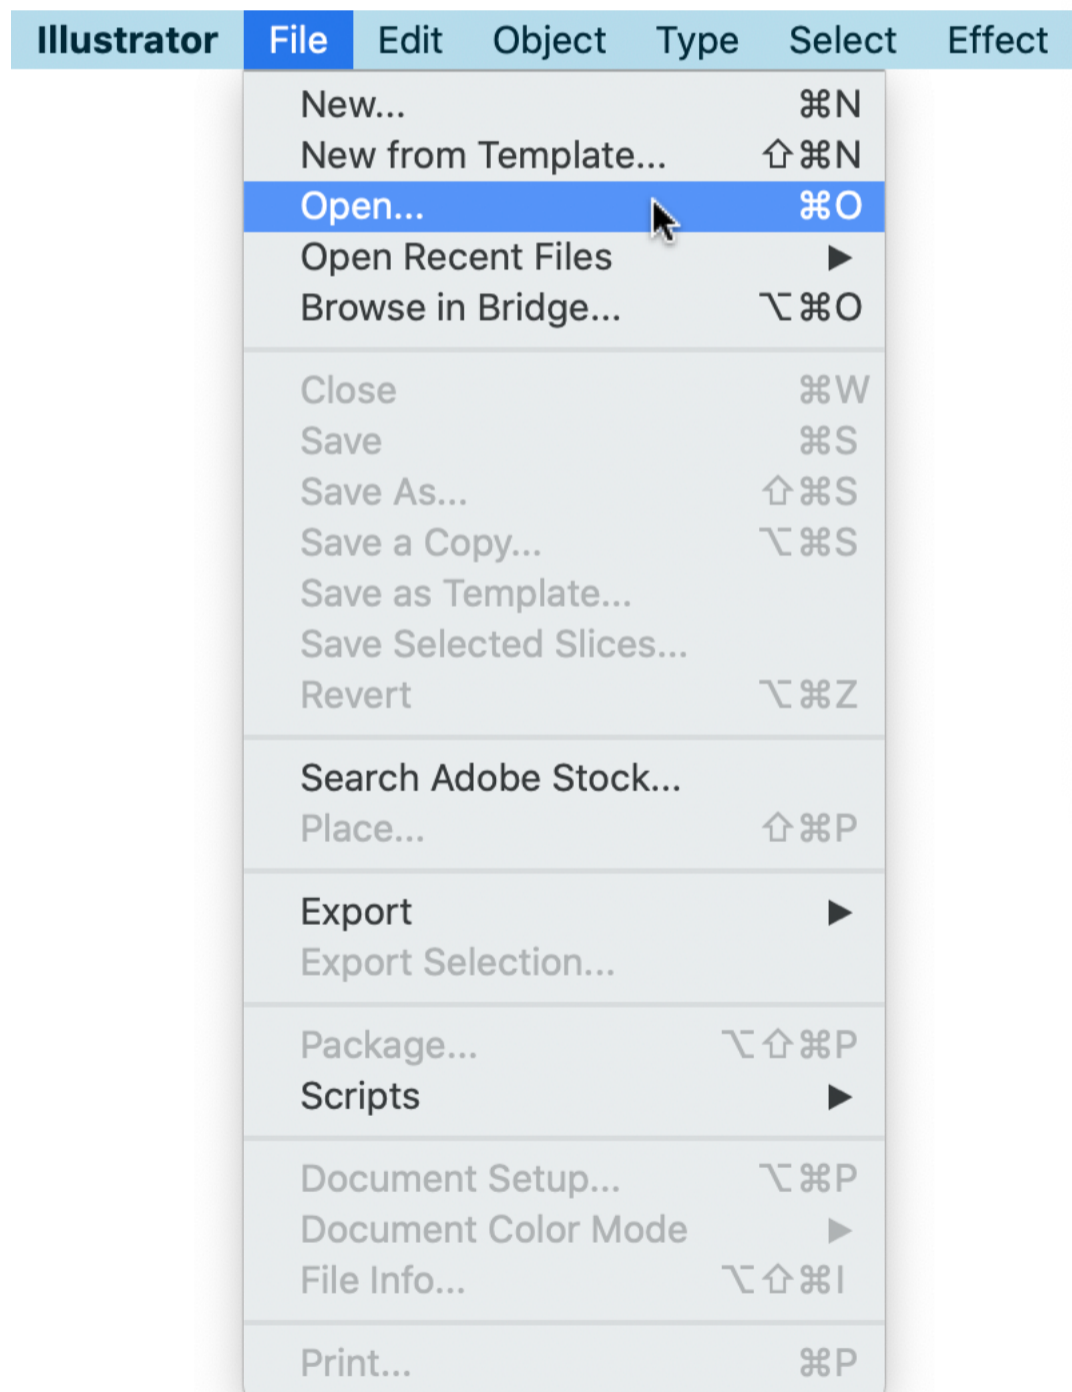 Illustrator File Edit Object Type Select Effect
New... ⌘N
New from Template... ⇧⌘N
Open... ⌘O
Open Recent Files ▶
Browse in Bridge... ⌥⌘O
Close ⌘W
Save ⌘S
Save As... ⇧⌘S
Save a Copy... ⌥⌘S
Save as Template...
Save Selected Slices...
Revert ⌥⌘Z
Search Adobe Stock...
Place... ⇧⌘P
Export ▶
Export Selection...
Package... ⌥⇧⌘P
Scripts ▶
Document Setup... ⌥⌘P
Document Color Mode ▶
File Info... ⌥⇧⌘I
Print... ⌘P